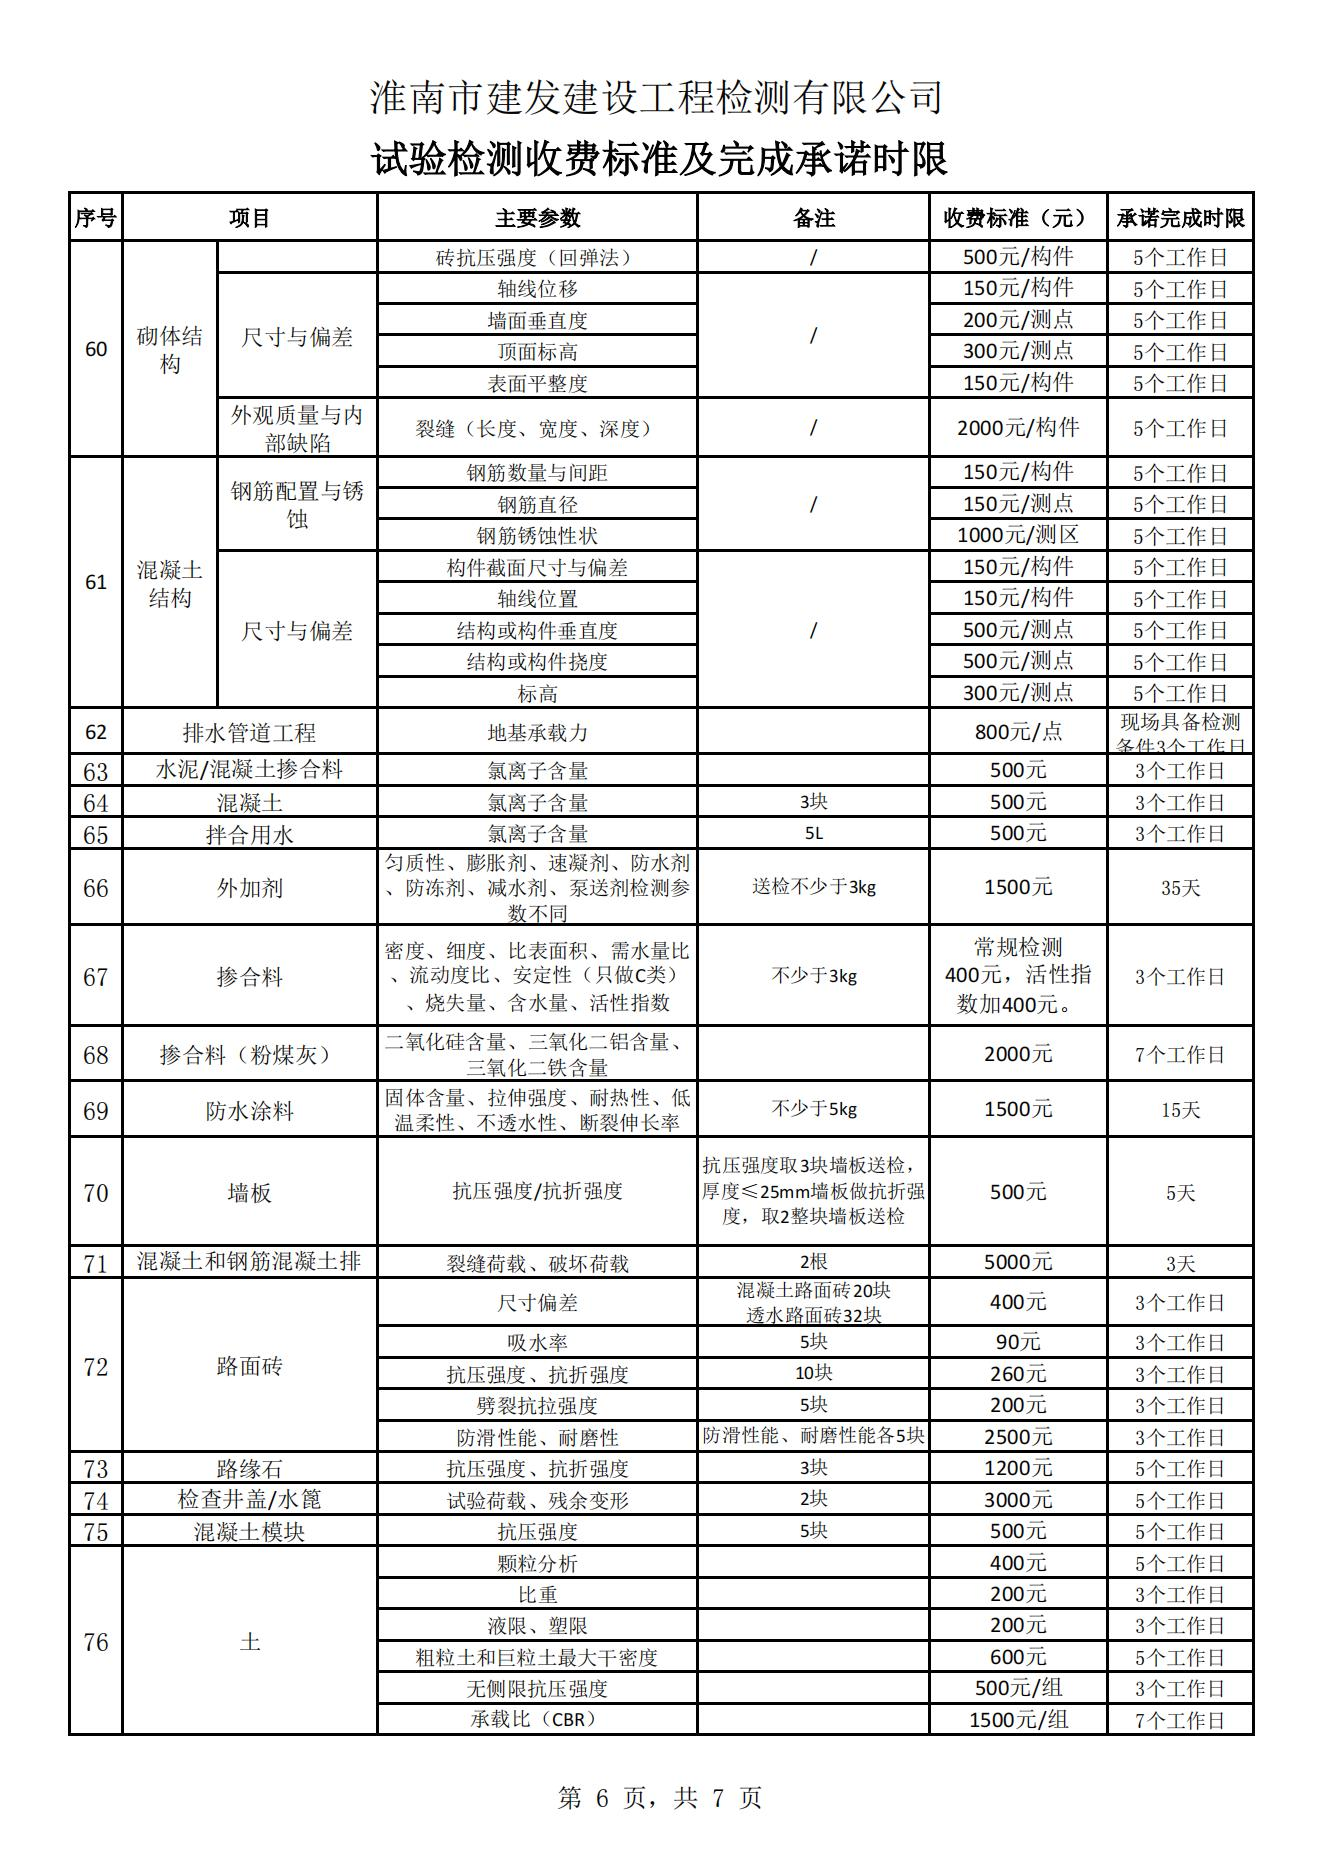 淮南市建发建设工程检测有限公司
试验检测收费标准及完成承诺时限
序号 项目 主要参数 备注 收费标准（元） 承诺完成时限
60 砌体结构 砖抗压强度（回弹法） / 500元/构件 5个工作日
尺寸与偏差 轴线位移 / 150元/构件 5个工作日
墙面垂直度 200元/测点 5个工作日
顶面标高 300元/测点 5个工作日
表面平整度 150元/构件 5个工作日
外观质量与内部缺陷 裂缝（长度、宽度、深度） / 2000元/构件 5个工作日
61 混凝土结构 钢筋配置与锈蚀 钢筋数量与间距 / 150元/构件 5个工作日
钢筋直径 150元/测点 5个工作日
钢筋锈蚀性状 1000元/测区 5个工作日
尺寸与偏差 构件截面尺寸与偏差 / 150元/构件 5个工作日
轴线位置 150元/构件 5个工作日
结构或构件垂直度 500元/测点 5个工作日
结构或构件挠度 500元/测点 5个工作日
标高 300元/测点 5个工作日
62 排水管道工程 地基承载力 800元/点 现场具备检测条件3个工作日
63 水泥/混凝土掺合料 氯离子含量 500元 3个工作日
64 混凝土 氯离子含量 3块 500元 3个工作日
65 拌合用水 氯离子含量 5L 500元 3个工作日
66 外加剂 匀质性、膨胀剂、速凝剂、防水剂、防冻剂、减水剂、泵送剂检测参数不同 送检不少于3kg 1500元 35天
67 掺合料 密度、细度、比表面积、需水量比、流动度比、安定性（只做C类）、烧失量、含水量、活性指数 不少于3kg 常规检测400元，活性指数加400元。 3个工作日
68 掺合料（粉煤灰） 二氧化硅含量、三氧化二铝含量、三氧化二铁含量 2000元 7个工作日
69 防水涂料 固体含量、拉伸强度、耐热性、低温柔性、不透水性、断裂伸长率 不少于5kg 1500元 15天
70 墙板 抗压强度/抗折强度 抗压强度取3块墙板送检，厚度≤25mm墙板做抗折强度，取2整块墙板送检 500元 5天
71 混凝土和钢筋混凝土排 裂缝荷载、破坏荷载 2根 5000元 3天
72 路面砖 尺寸偏差 混凝土路面砖20块 透水路面砖32块 400元 3个工作日
吸水率 5块 90元 3个工作日
抗压强度、抗折强度 10块 260元 3个工作日
劈裂抗拉强度 5块 200元 3个工作日
防滑性能、耐磨性 防滑性能、耐磨性能各5块 2500元 3个工作日
73 路缘石 抗压强度、抗折强度 3块 1200元 5个工作日
74 检查井盖/水篦 试验荷载、残余变形 2块 3000元 5个工作日
75 混凝土模块 抗压强度 5块 500元 5个工作日
76 土 颗粒分析 400元 5个工作日
比重 200元 3个工作日
液限、塑限 200元 3个工作日
粗粒土和巨粒土最大干密度 600元 5个工作日
无侧限抗压强度 500元/组 3个工作日
承载比（CBR） 1500元/组 7个工作日
第 6 页，共 7 页